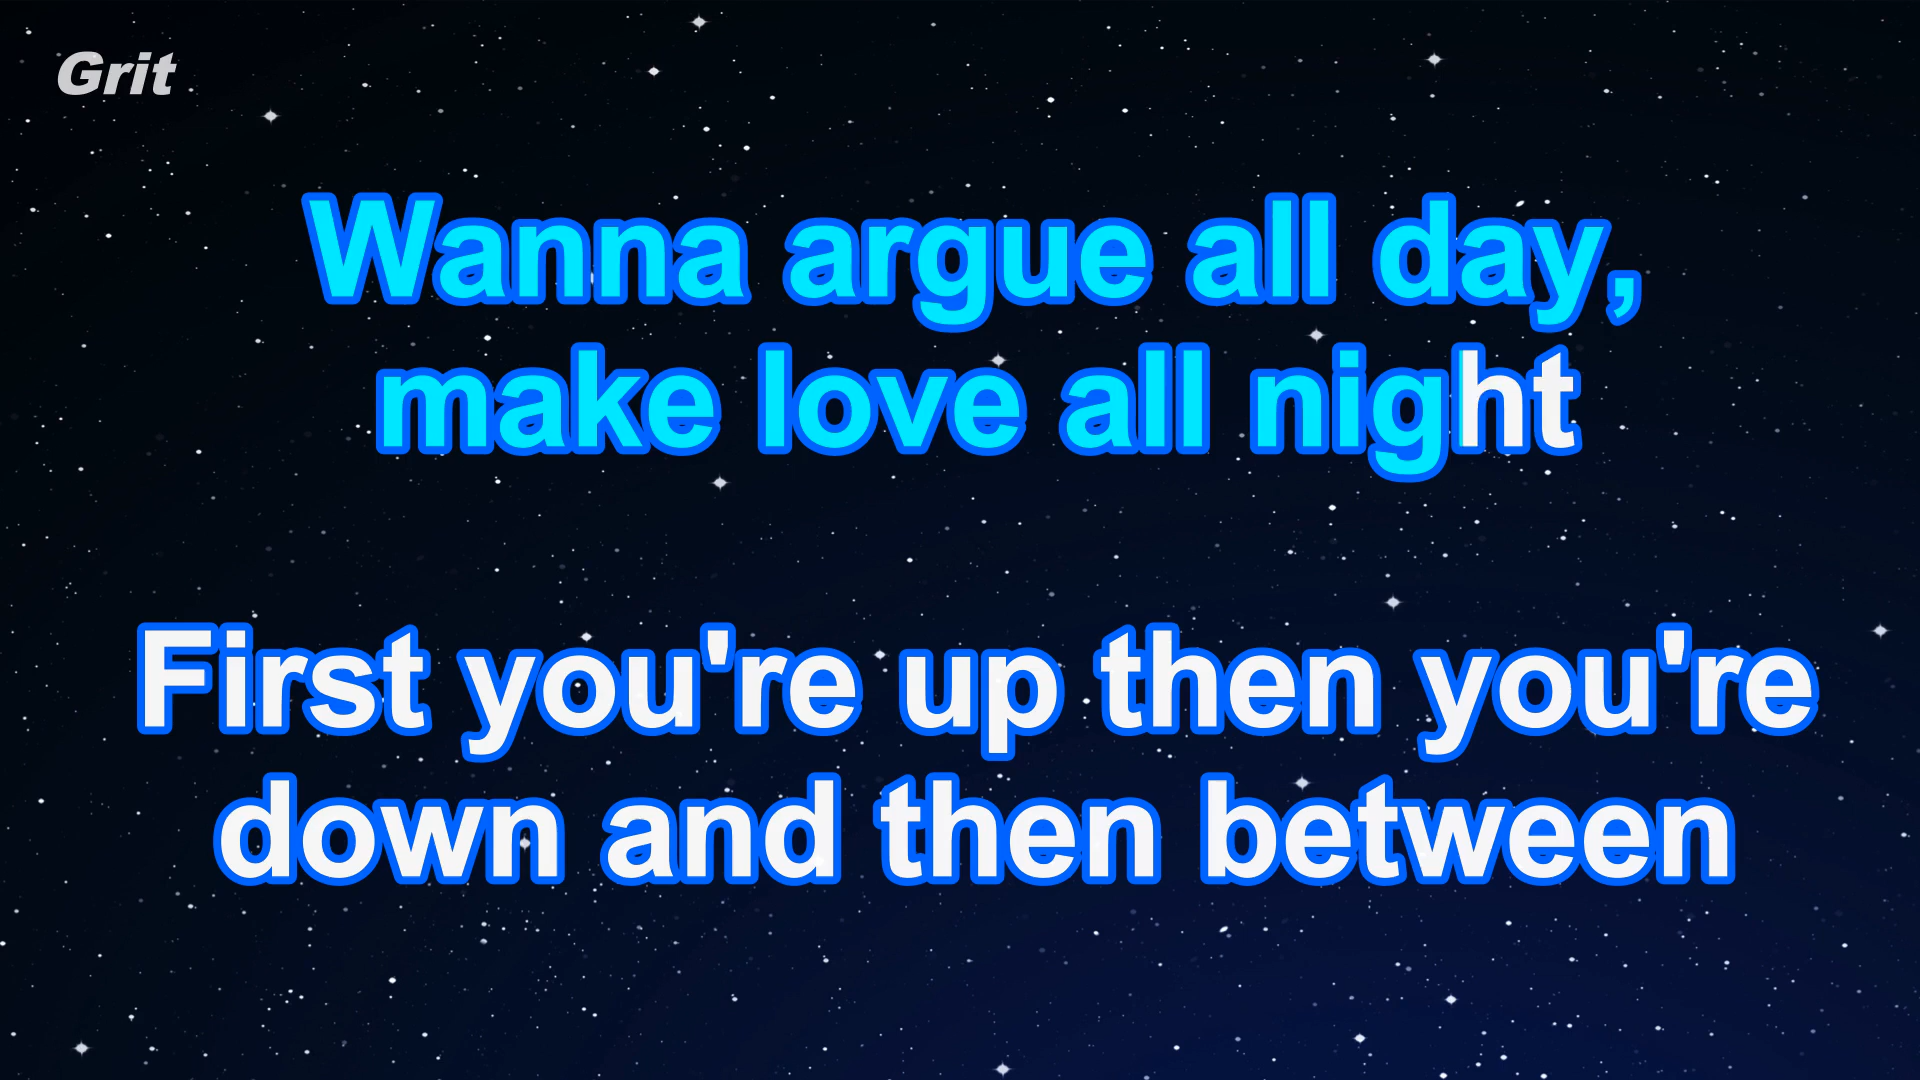 Grit
Wanna argue all day,
make love all night
First you're up then you're
down and then between